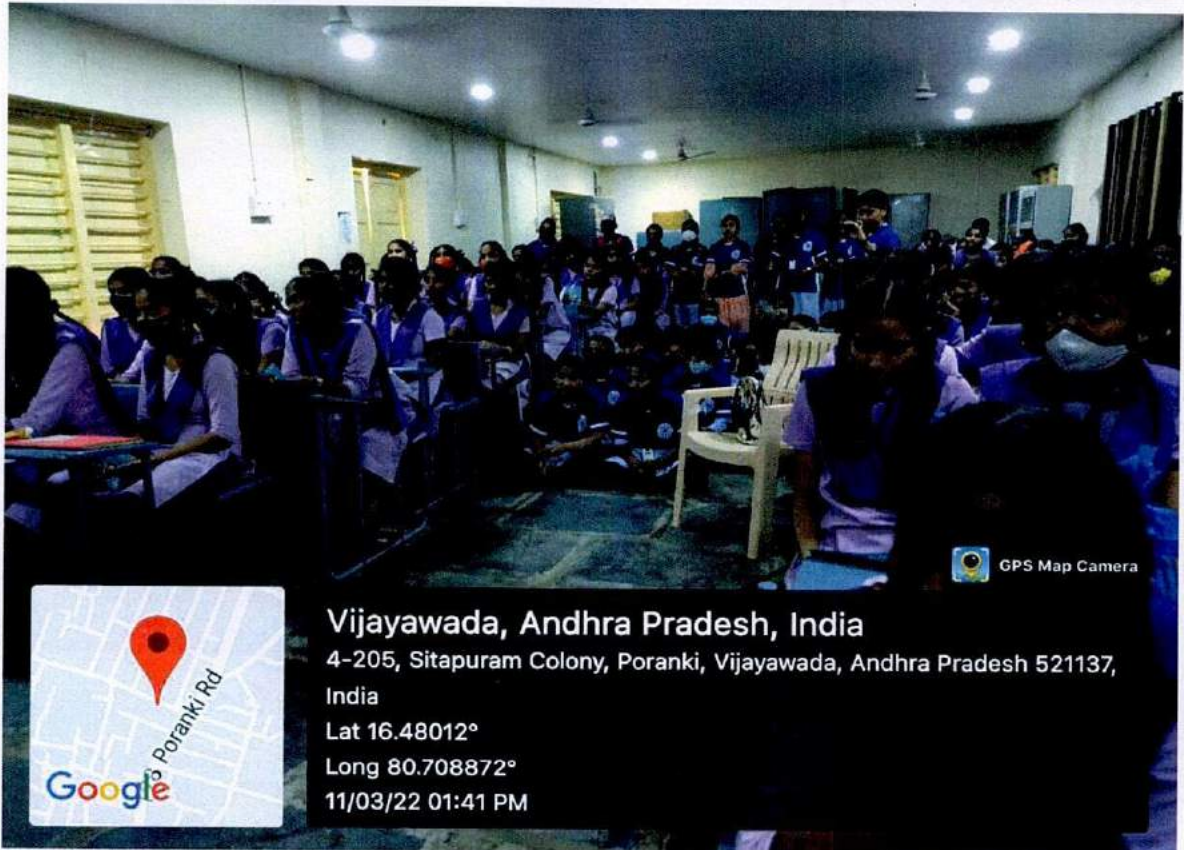 GPS Map Camera
Vijayawada, Andhra Pradesh, India
4-205, Sitapuram Colony, Poranki, Vijayawada, Andhra Pradesh 521137,
India
Lat 16.48012°
Long 80.708872°
11/03/22 01:41 PM
Poranki Rd
Google